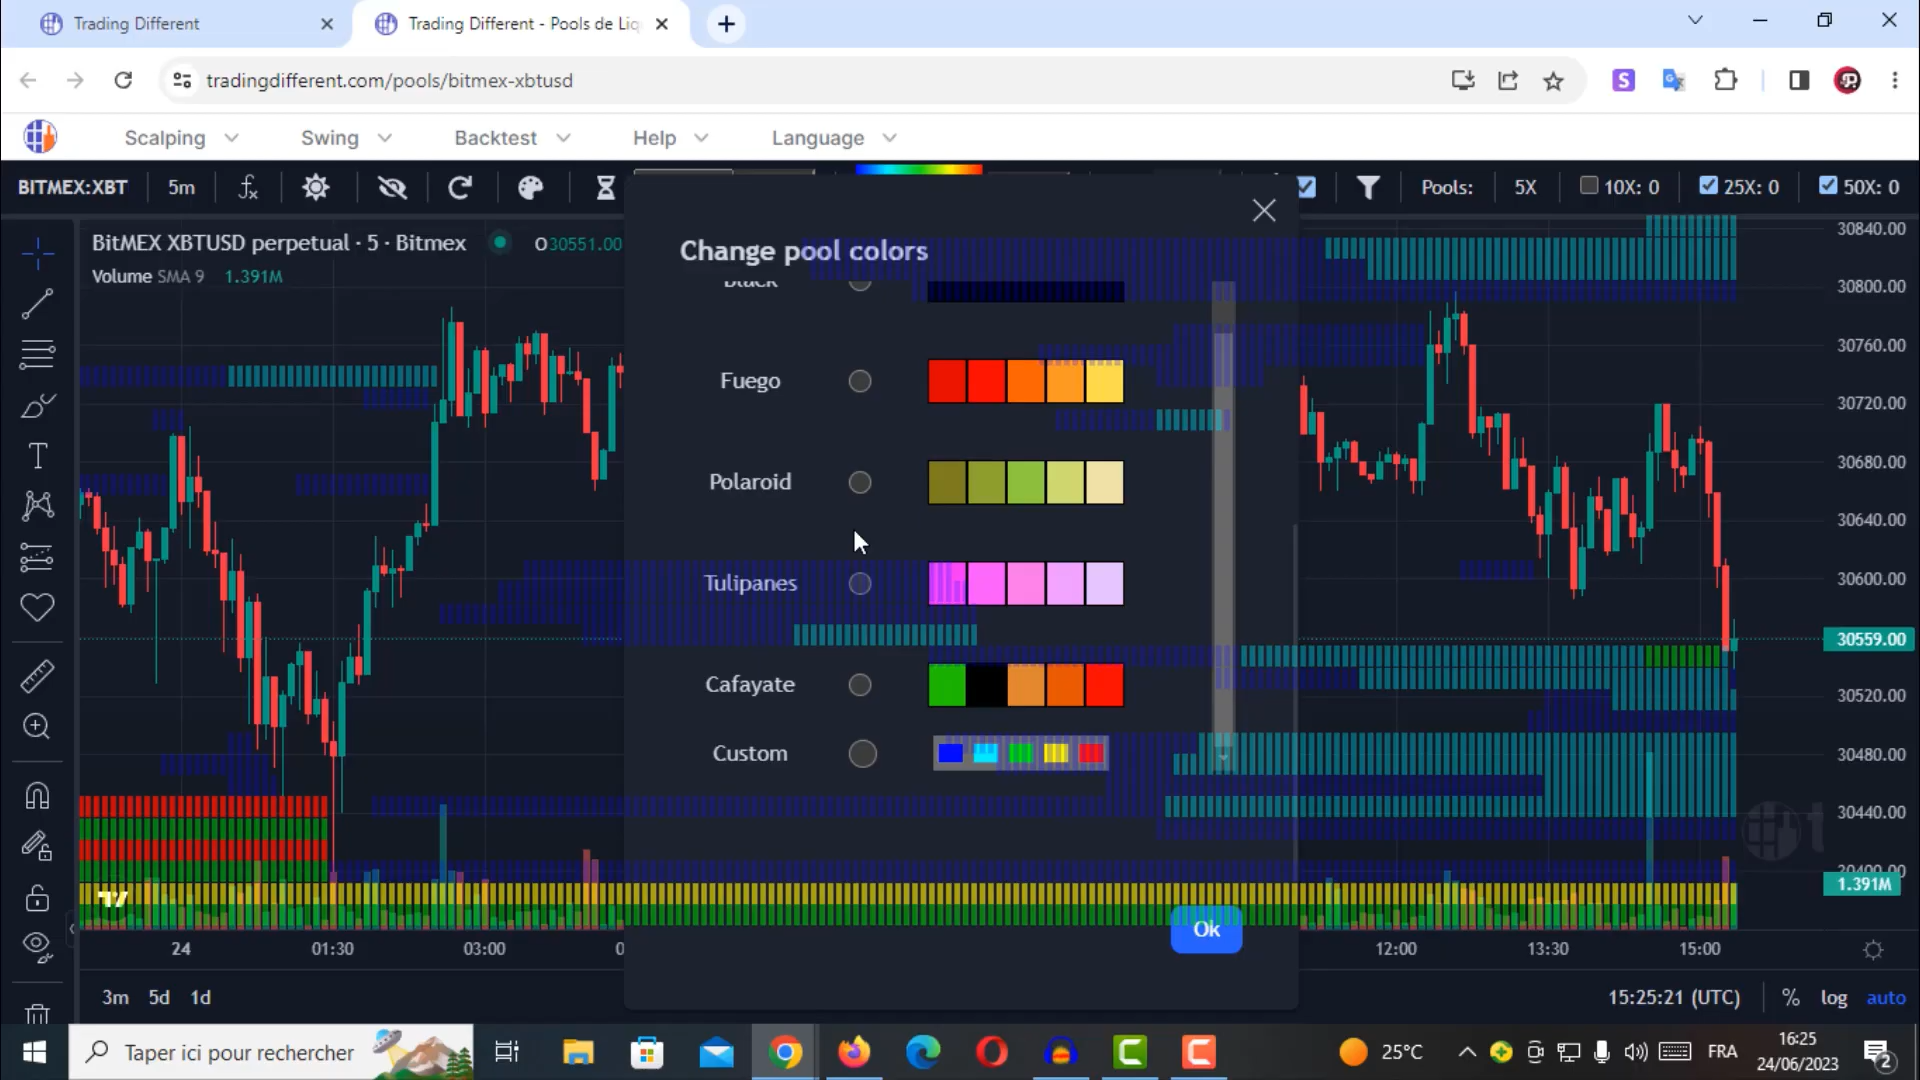 Trading Different
Trading Different - Pools de Liq
tradingdifferent.com/pools/bitmex-xbtusd
Scalping Swing Backtest Help Language
BITMEX:XBT 5m Pools: 5X 10X: 0 25X: 0 50X: 0
BitMEX XBTUSD perpetual · 5 · Bitmex O30551.00
Volume SMA 9 1.391M
Change pool colors
Black
Fuego
Polaroid
Tulipanes
Cafayate
Custom
Ok
30840.00
30800.00
30760.00
30720.00
30680.00
30640.00
30600.00
30559.00
30520.00
30480.00
30440.00
1.391M
24 01:30 03:00 12:00 13:30 15:00
3m 5d 1d 15:25:21 (UTC) % log auto
Taper ici pour rechercher 25°C FRA 16:25
24/06/2023
2